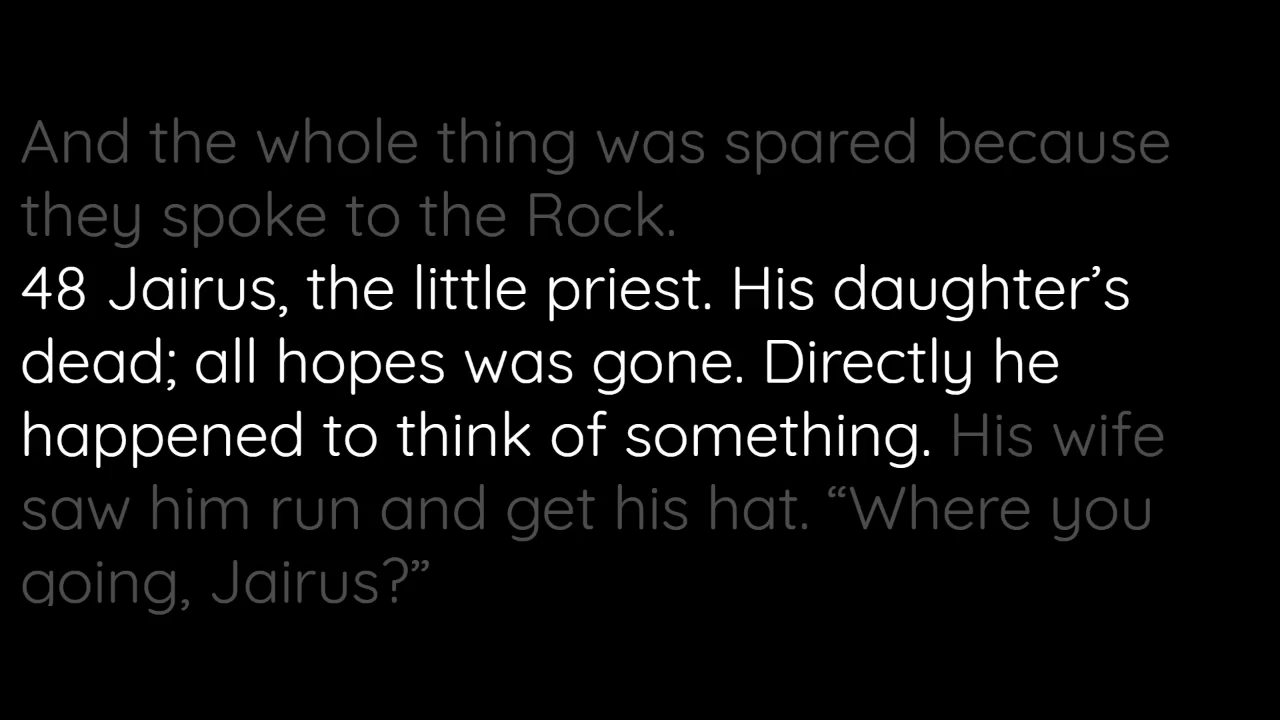 And the whole thing was spared because
they spoke to the Rock.
48 Jairus, the little priest. His daughter’s
dead; all hopes was gone. Directly he
happened to think of something. His wife
saw him run and get his hat. “Where you
going, Jairus?”